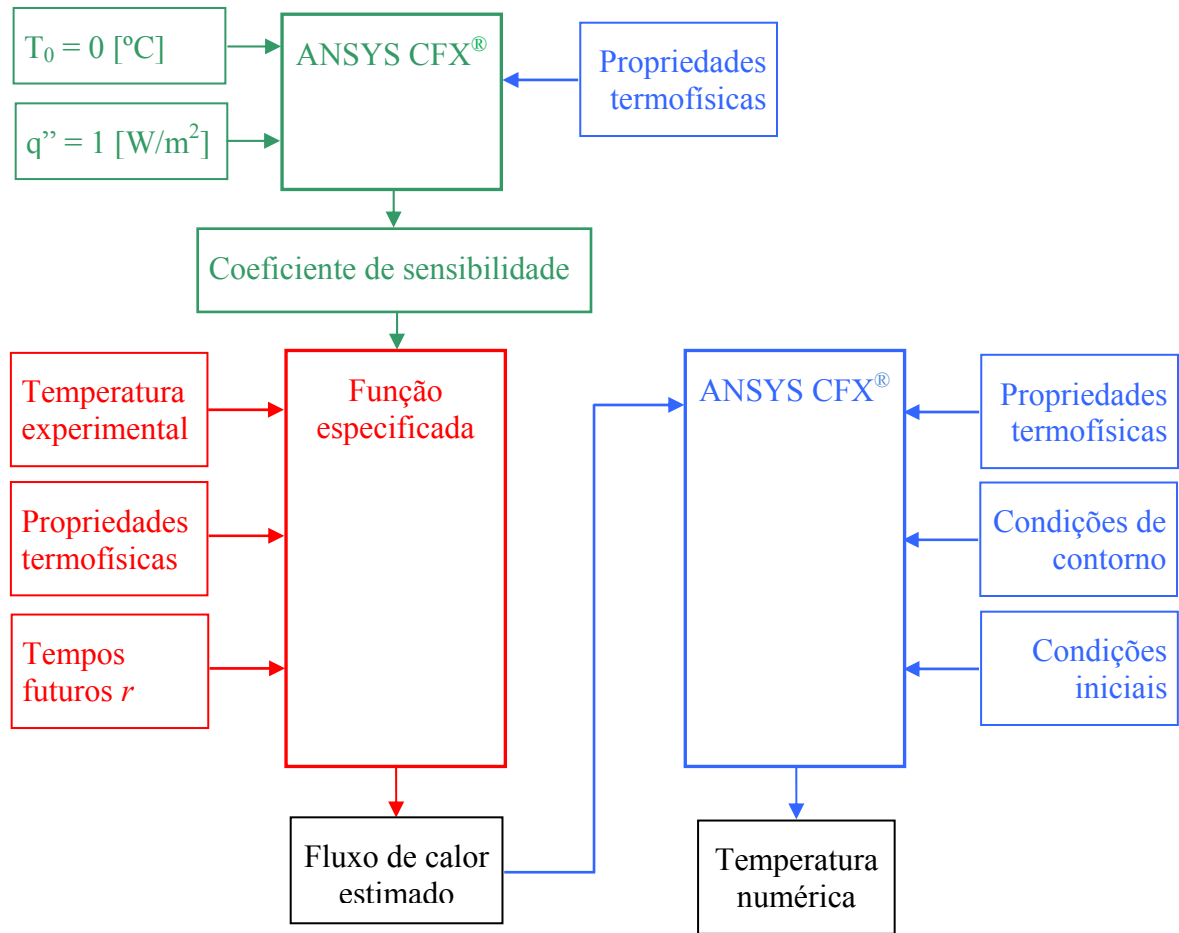 T₀ = 0 [ºC]
ANSYS CFX®
Propriedades
termofísicas
q” = 1 [W/m²]
Coeficiente de sensibilidade
Temperatura
experimental
Função
especificada
Propriedades
termofísicas
Tempos
futuros r
ANSYS CFX®
Propriedades
termofísicas
Condições de
contorno
Condições
iniciais
Fluxo de calor
estimado
Temperatura
numérica